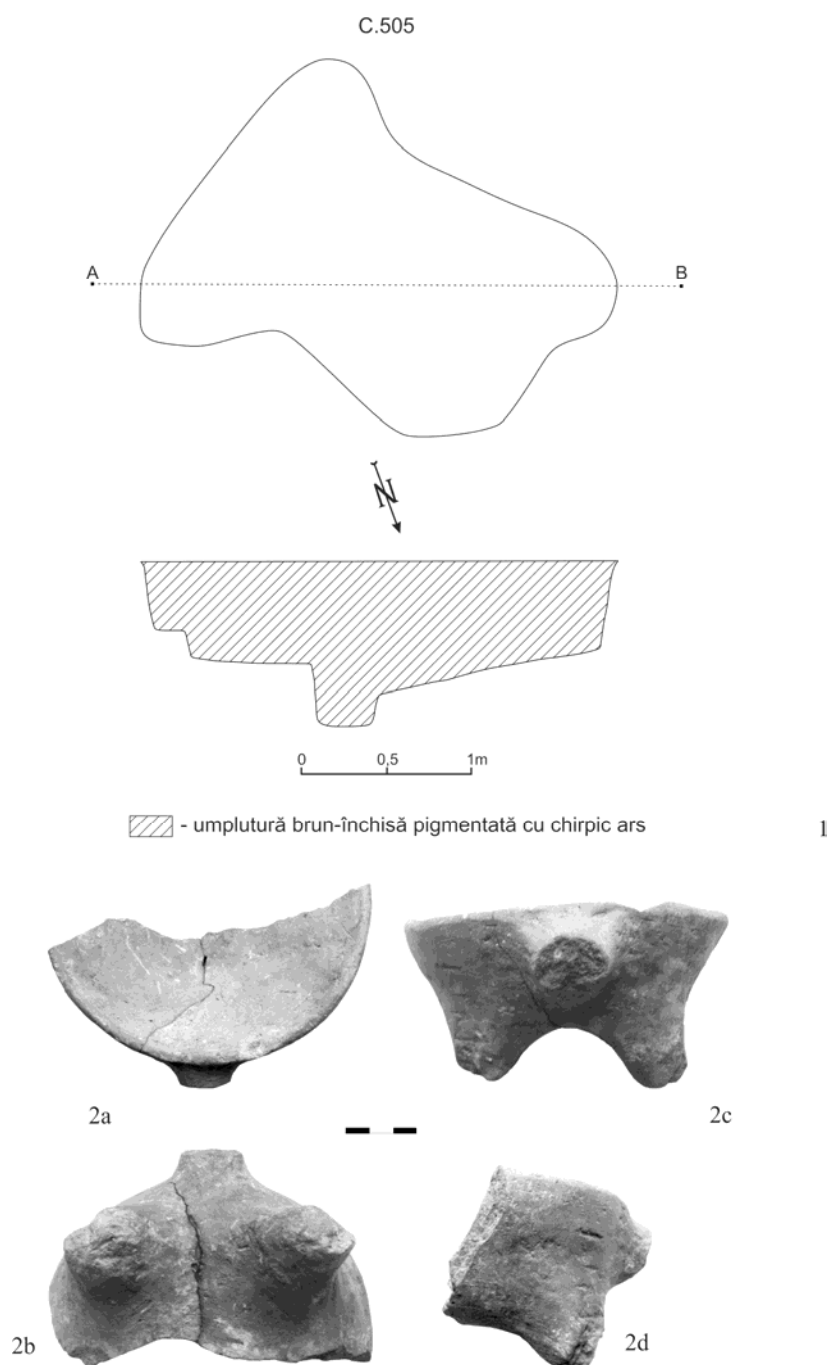 C.505
A
B
N
0 0,5 1m
- umplutură brun-închisă pigmentată cu chirpic ars
1
2a
2c
2b
2d